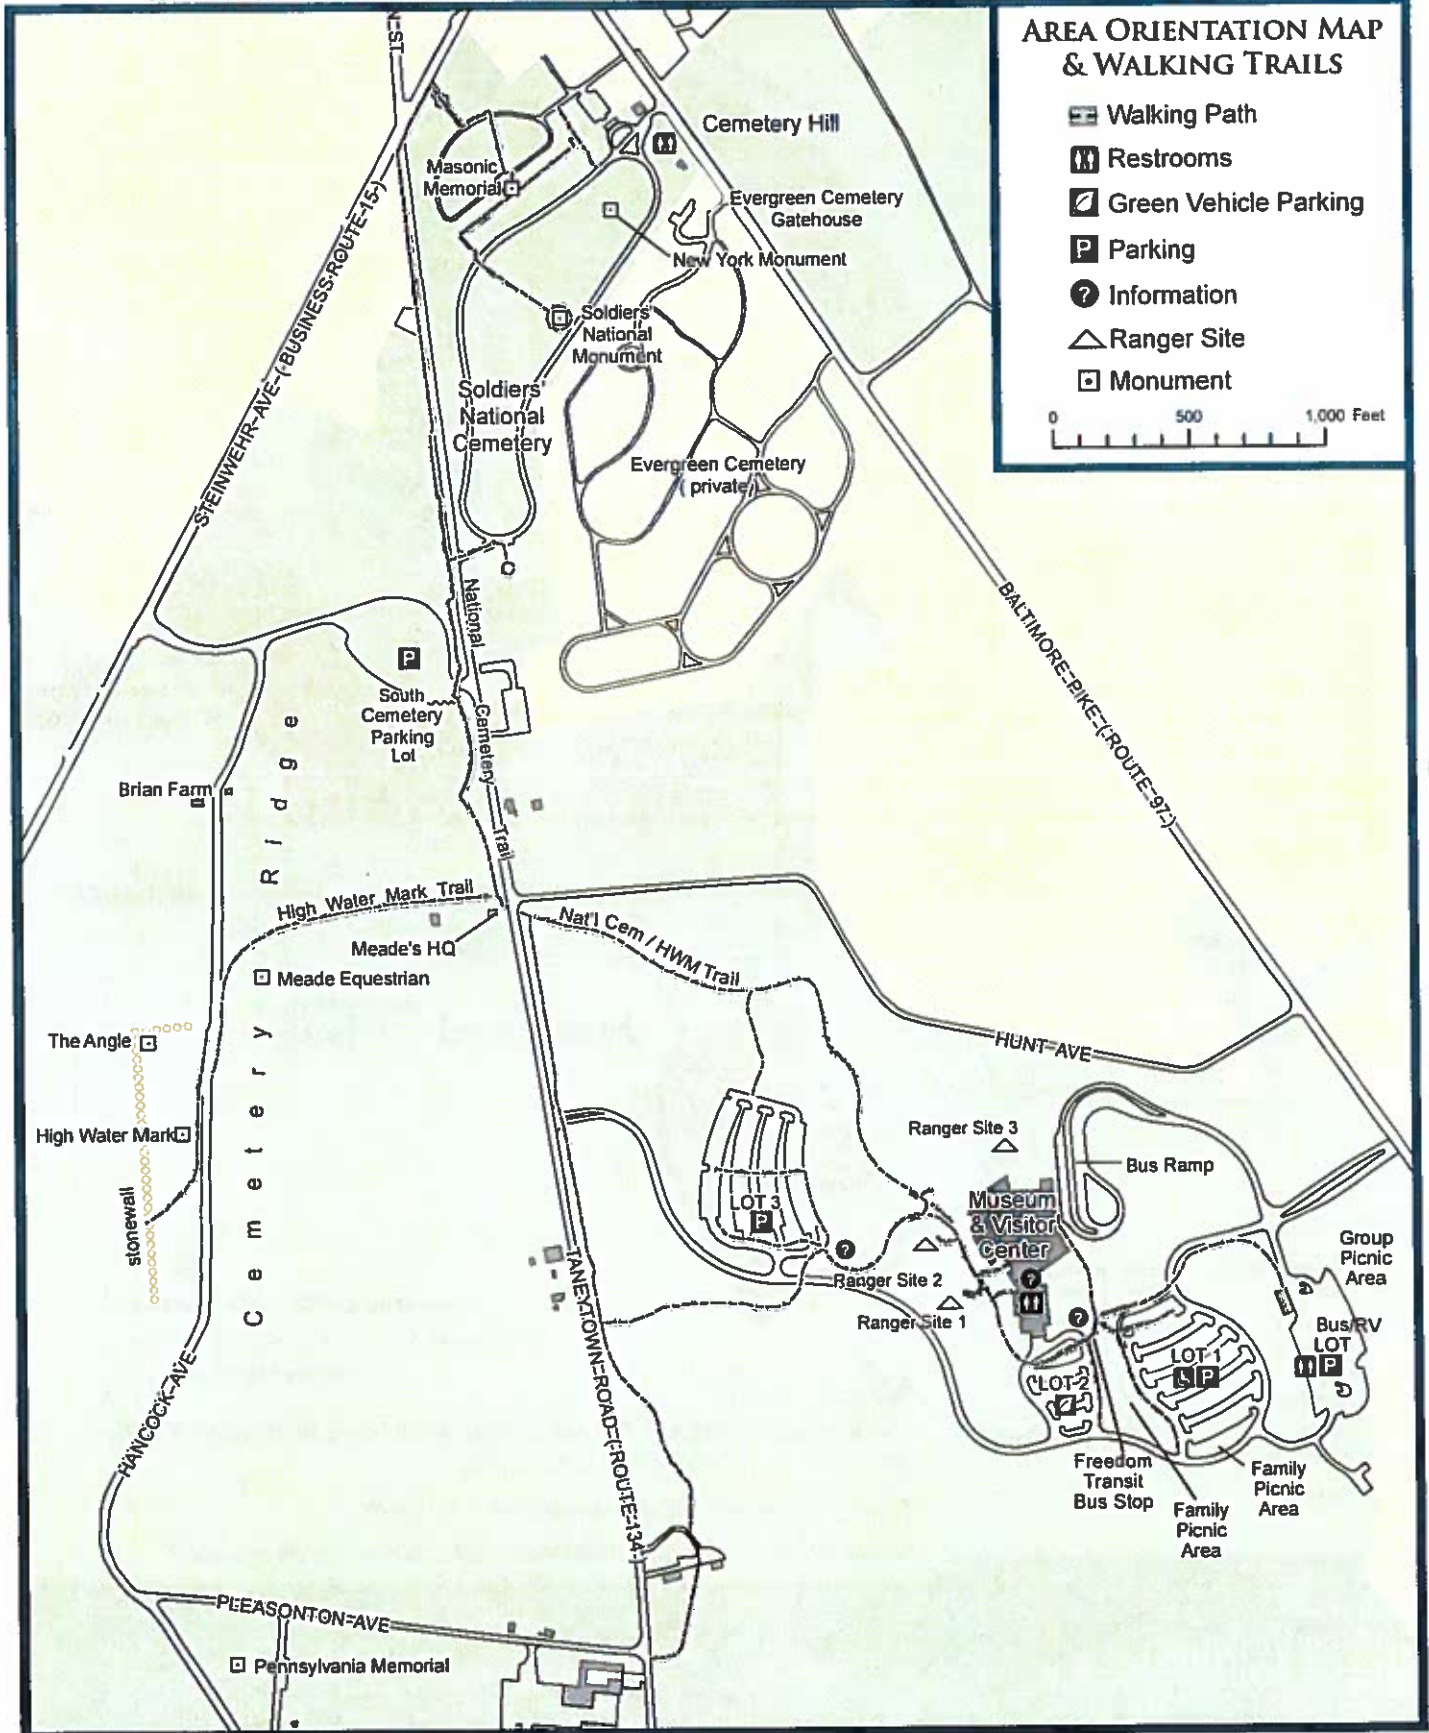 AREA ORIENTATION MAP
& WALKING TRAILS
Walking Path
Restrooms
Green Vehicle Parking
P Parking
? Information
Ranger Site
Monument
0 500 1,000 Feet
N-ST
Cemetery Hill
Masonic
Memorial
Evergreen Cemetery
Gatehouse
New York Monument
STEINWEHR-AVE-(-BUSINESS-ROUTE-15-)
Soldiers'
National
Monument
Soldiers'
National
Cemetery
Evergreen Cemetery
(private)
National
Cemetery
Trail
BALTIMORE-PIKE-(-ROUTE-97-)
P
South
Cemetery
Parking
Lot
Brian Farm
Cemetery Ridge
High Water Mark Trail
Meade's HQ
Nat'l Cem / HWM Trail
Meade Equestrian
The Angle
HUNT-AVE
High Water Mark
stonewall
Ranger Site 3
Bus Ramp
LOT 3
P
Museum
& Visitor
Center
?
Ranger Site 2
Ranger Site 1
?
?
Group
Picnic
Area
Bus/RV
LOT
P
LOT 1
P
LOT 2
TANEYTOWN-ROAD-(-ROUTE-134-)
HANCOCK-AVE
Freedom
Transit
Bus Stop
Family
Picnic
Area
Family
Picnic
Area
PLEASONTON-AVE
Pennsylvania Memorial